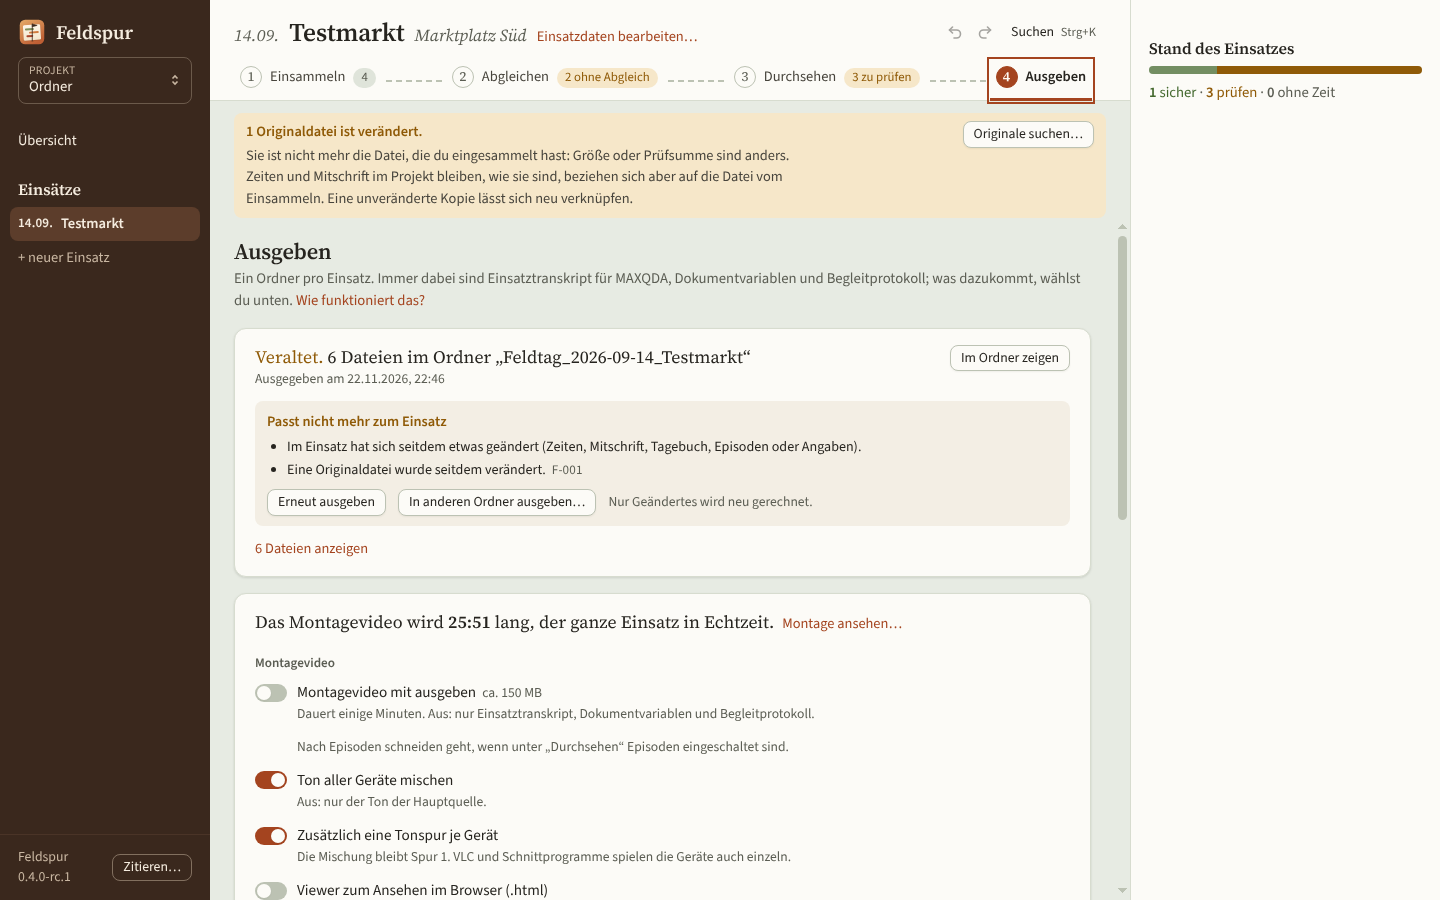 Feldspur
PROJEKT
Ordner
Übersicht
Einsätze
14.09. Testmarkt
+ neuer Einsatz
Feldspur
0.4.0-rc.1
Zitieren…
14.09. Testmarkt Marktplatz Süd Einsatzdaten bearbeiten…
Suchen Strg+K
1 Einsammeln 4
2 Abgleichen 2 ohne Abgleich
3 Durchsehen 3 zu prüfen
4 Ausgeben
1 Originaldatei ist verändert.
Originale suchen…
Sie ist nicht mehr die Datei, die du eingesammelt hast: Größe oder Prüfsumme sind anders.
Zeiten und Mitschrift im Projekt bleiben, wie sie sind, beziehen sich aber auf die Datei vom
Einsammeln. Eine unveränderte Kopie lässt sich neu verknüpfen.
Ausgeben
Ein Ordner pro Einsatz. Immer dabei sind Einsatztranskript für MAXQDA, Dokumentvariablen und Begleitprotokoll; was dazukommt, wählst
du unten. Wie funktioniert das?
Veraltet. 6 Dateien im Ordner „Feldtag_2026-09-14_Testmarkt“
Im Ordner zeigen
Ausgegeben am 22.11.2026, 22:46
Passt nicht mehr zum Einsatz
• Im Einsatz hat sich seitdem etwas geändert (Zeiten, Mitschrift, Tagebuch, Episoden oder Angaben).
• Eine Originaldatei wurde seitdem verändert. F-001
Erneut ausgeben
In anderen Ordner ausgeben…
Nur Geändertes wird neu gerechnet.
6 Dateien anzeigen
Das Montagevideo wird 25:51 lang, der ganze Einsatz in Echtzeit. Montage ansehen…
Montagevideo
Montagevideo mit ausgeben ca. 150 MB
Dauert einige Minuten. Aus: nur Einsatztranskript, Dokumentvariablen und Begleitprotokoll.
Nach Episoden schneiden geht, wenn unter „Durchsehen“ Episoden eingeschaltet sind.
Ton aller Geräte mischen
Aus: nur der Ton der Hauptquelle.
Zusätzlich eine Tonspur je Gerät
Die Mischung bleibt Spur 1. VLC und Schnittprogramme spielen die Geräte auch einzeln.
Viewer zum Ansehen im Browser (.html)
Stand des Einsatzes
1 sicher · 3 prüfen · 0 ohne Zeit